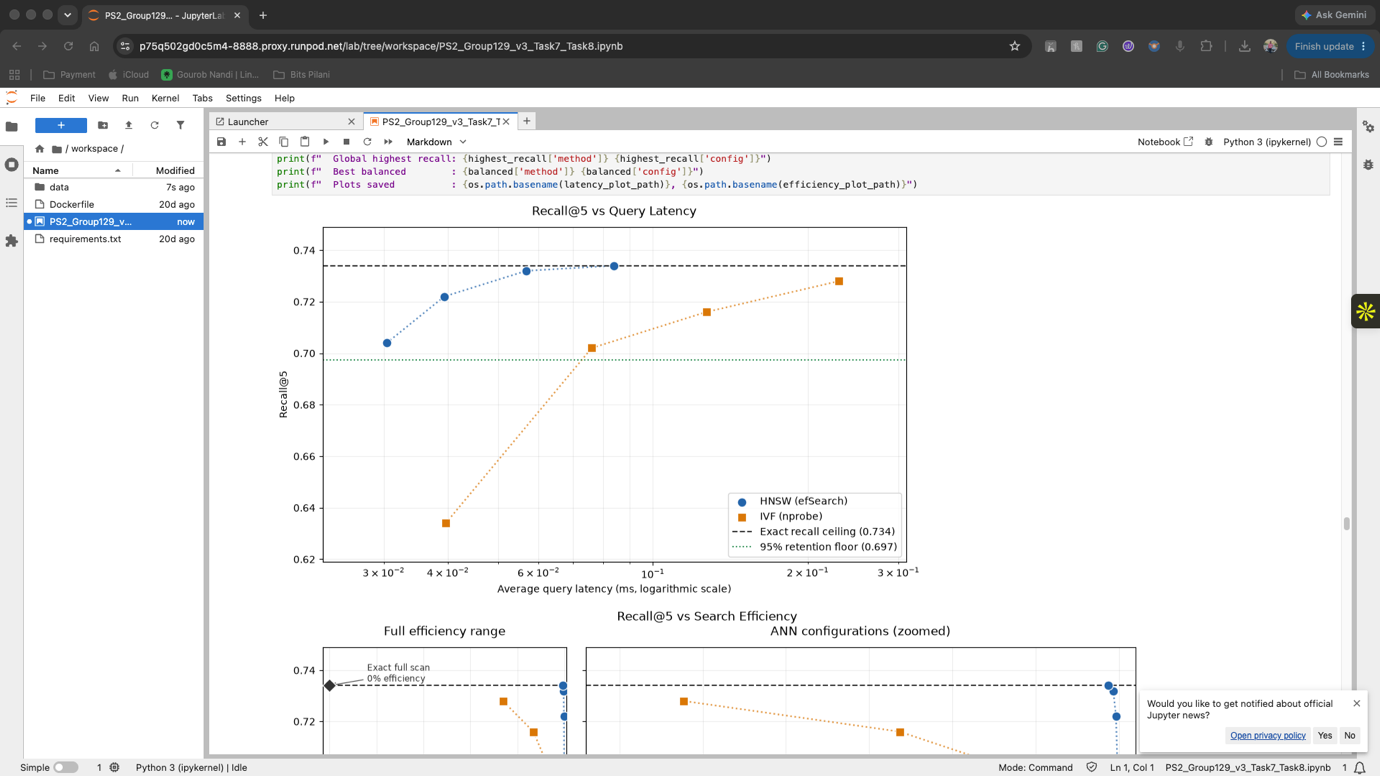 PS2_Group129... - JupyterLa
Ask Gemini
p75q502gd0c5m4-8888.proxy.runpod.net/lab/tree/workspace/PS2_Group129_v3_Task7_Task8.ipynb
Finish update
Payment
iCloud
Gourob Nandi | Lin...
Bits Pilani
All Bookmarks
File Edit View Run Kernel Tabs Settings Help
Launcher
PS2_Group129_v3_Task7_T
Markdown
Notebook
Python 3 (ipykernel)
/ workspace /
Name
Modified
data 7s ago
Dockerfile 20d ago
PS2_Group129_v... now
requirements.txt 20d ago
print(f"  Global highest recall: {highest_recall['method']} {highest_recall['config']}")
print(f"  Best balanced        : {balanced['method']} {balanced['config']}")
print(f"  Plots saved          : {os.path.basename(latency_plot_path)}, {os.path.basename(efficiency_plot_path)}")
Recall@5 vs Query Latency
0.74
0.72
0.70
0.68
0.66
0.64
0.62
Recall@5
HNSW (efSearch)
IVF (nprobe)
Exact recall ceiling (0.734)
95% retention floor (0.697)
3 × 10⁻² 4 × 10⁻² 6 × 10⁻² 10⁻¹ 2 × 10⁻¹ 3 × 10⁻¹
Average query latency (ms, logarithmic scale)
Recall@5 vs Search Efficiency
Full efficiency range
ANN configurations (zoomed)
0.74
0.72
Exact full scan
0% efficiency
Would you like to get notified about official
Jupyter news?
Open privacy policy
Yes
No
Simple
1
Python 3 (ipykernel) | Idle
Mode: Command
Ln 1, Col 1
PS2_Group129_v3_Task7_Task8.ipynb
1